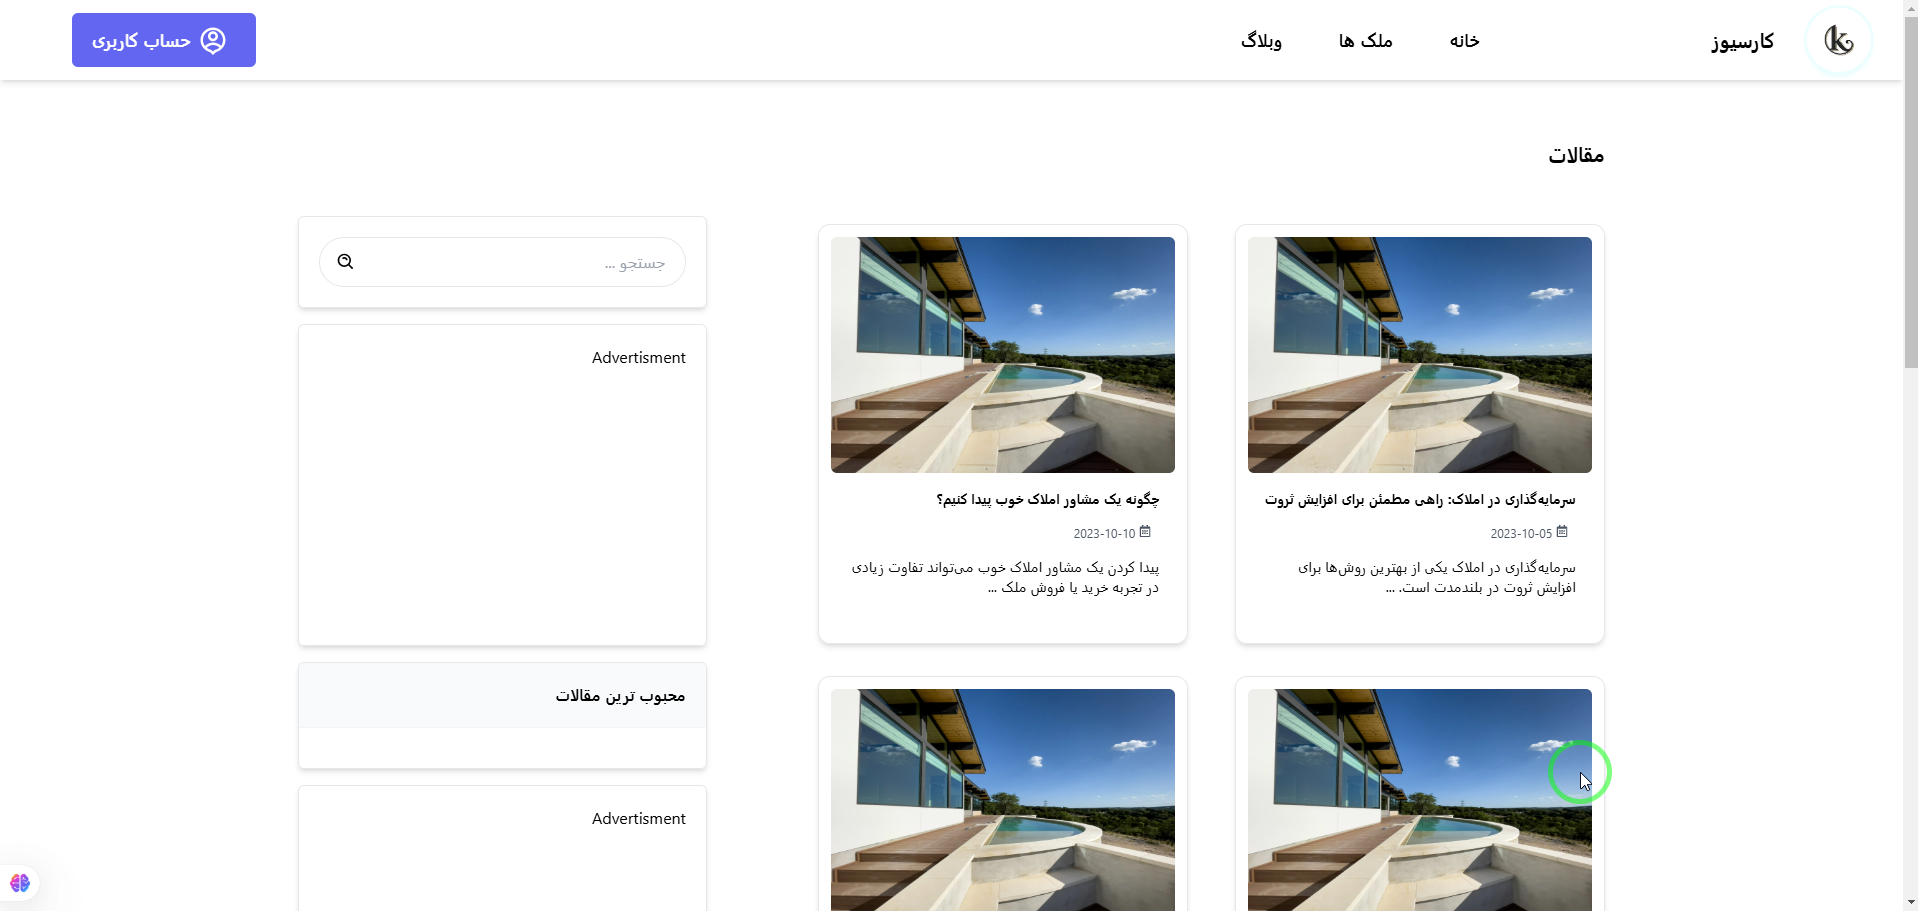 کارسیوز
خانه
ملک ها
وبلاگ
حساب کاربری
مقالات
سرمایه‌گذاری در املاک: راهی مطمئن برای افزایش ثروت
2023-10-05
سرمایه‌گذاری در املاک یکی از بهترین روش‌ها برای
افزایش ثروت در بلندمدت است. ...
چگونه یک مشاور املاک خوب پیدا کنیم؟
2023-10-10
پیدا کردن یک مشاور املاک خوب می‌تواند تفاوت زیادی
در تجربه خرید یا فروش ملک ...
جستجو ...
Advertisment
محبوب ترین مقالات
Advertisment